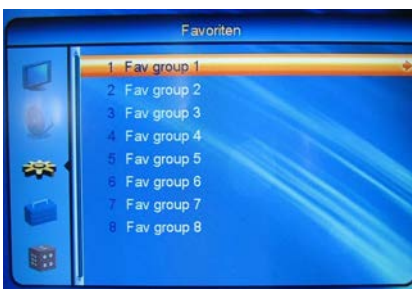 Favoriten
1 Fav group 1
2 Fav group 2
3 Fav group 3
4 Fav group 4
5 Fav group 5
6 Fav group 6
7 Fav group 7
8 Fav group 8